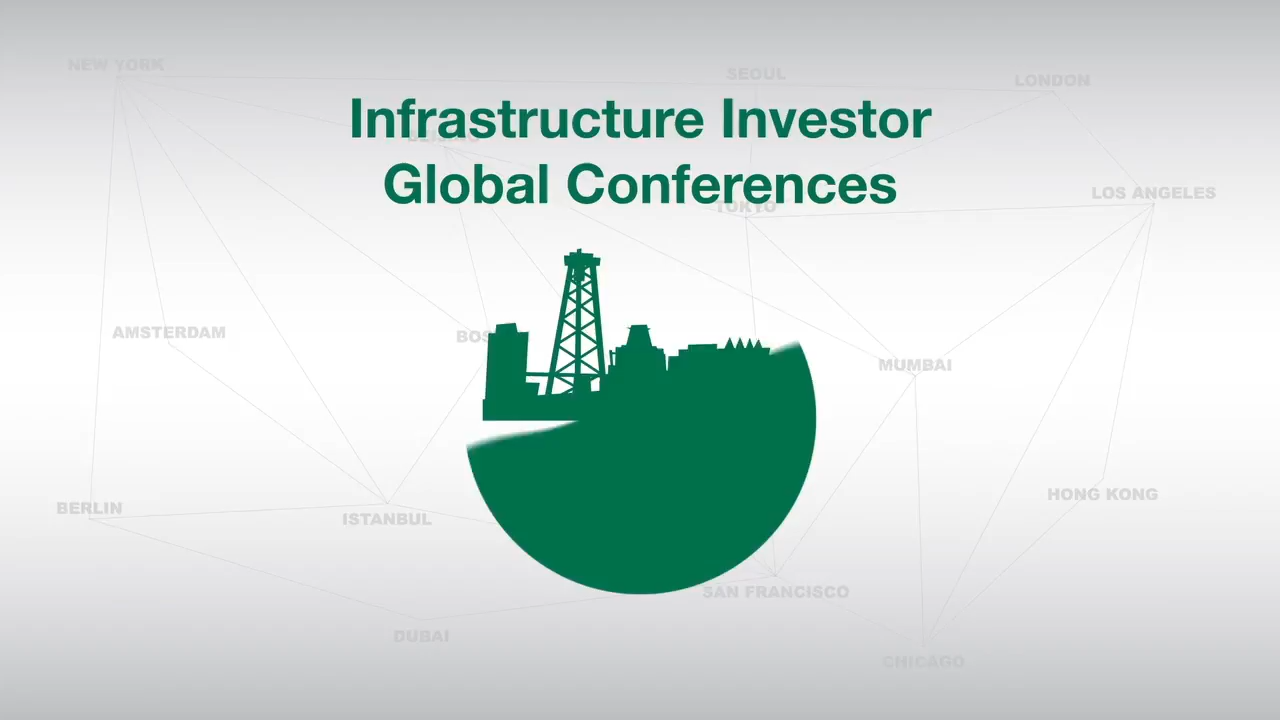 NEW YORK
SEOUL
LONDON
Infrastructure Investor
Global Conferences
LOS ANGELES
TOKYO
AMSTERDAM
MUMBAI
HONG KONG
BERLIN
ISTANBUL
SAN FRANCISCO
DUBAI
CHICAGO